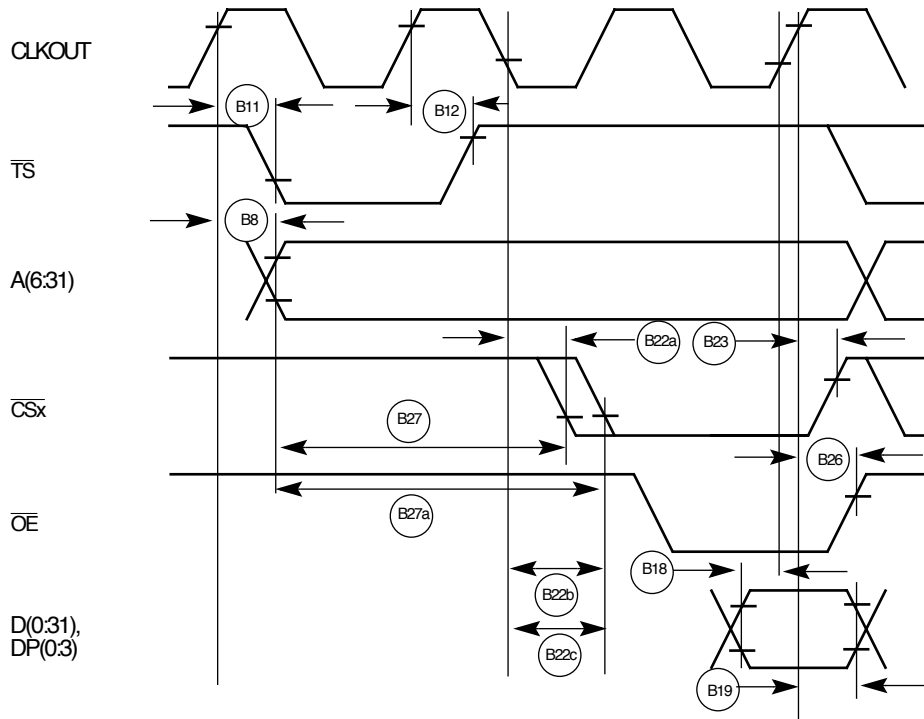 CLKOUT
B11
B12
TS
B8
A(6:31)
B22a
B23
CSx
B27
B26
OE
B27a
B18
B22b
D(0:31),
DP(0:3)
B22c
B19